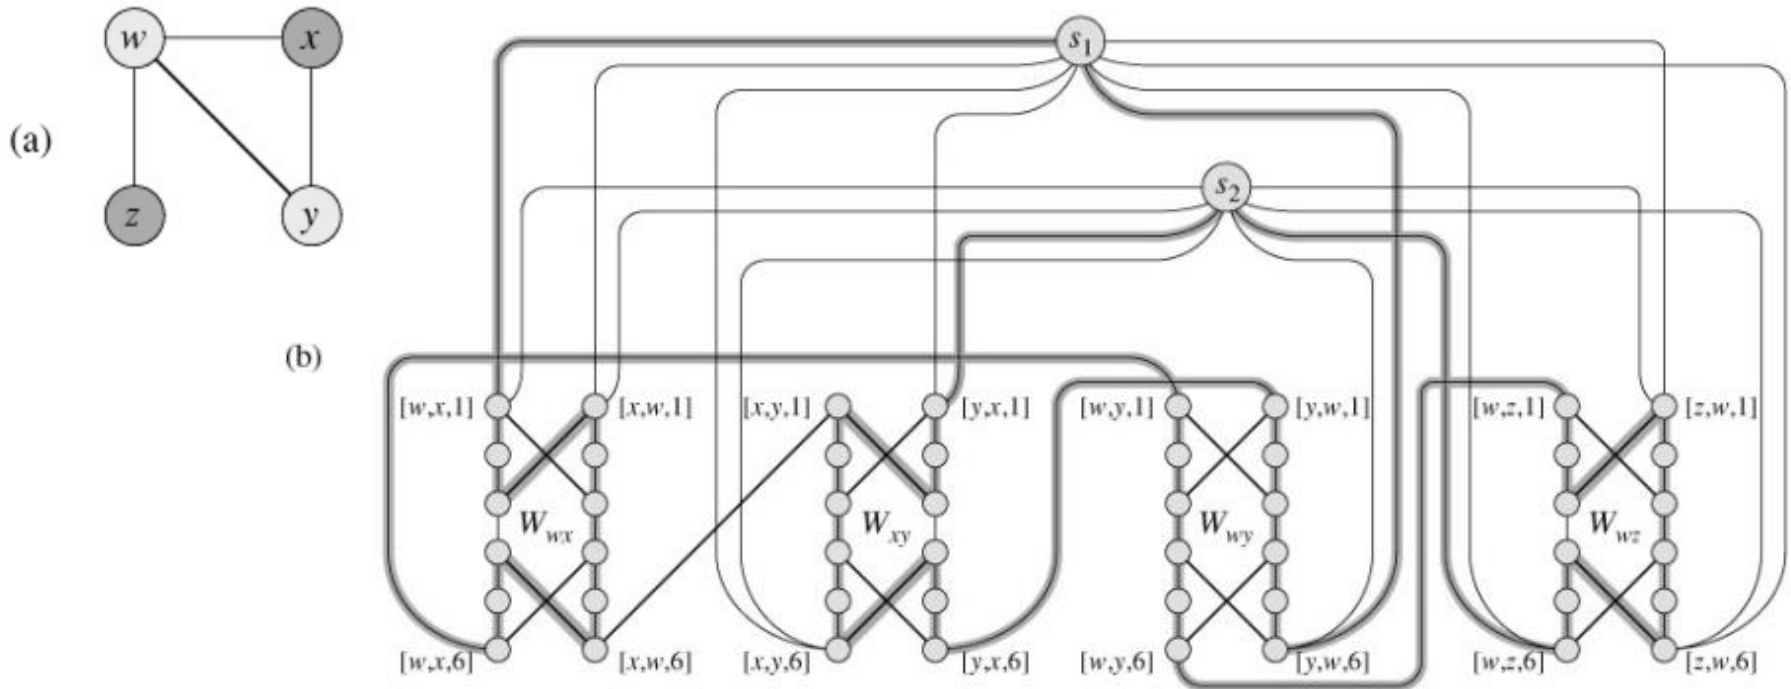 (a)
w
x
z
y
s1
s2
(b)
[w,x,1] [x,w,1] [x,y,1] [y,x,1] [w,y,1] [y,w,1] [w,z,1] [z,w,1]
Wwx Wxy Wwy Wwz
[w,x,6] [x,w,6] [x,y,6] [y,x,6] [w,y,6] [y,w,6] [w,z,6] [z,w,6]